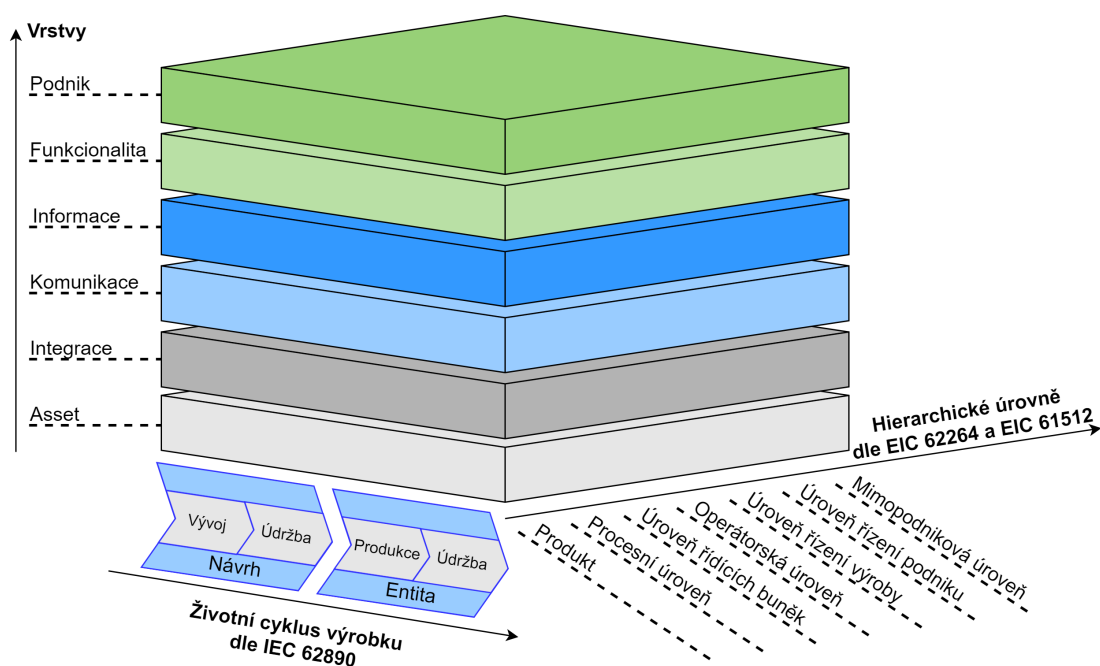 Vrstvy
Podnik
Funkcionalita
Informace
Komunikace
Integrace
Asset
Hierarchické úrovně
dle EIC 62264 a EIC 61512
Vývoj
Údržba
Návrh
Produkce
Údržba
Entita
Životní cyklus výrobku
dle IEC 62890
Produkt
Procesní úroveň
Úroveň řídících buněk
Operátorská úroveň
Úroveň řízení výroby
Úroveň řízení podniku
Mimopodniková úroveň